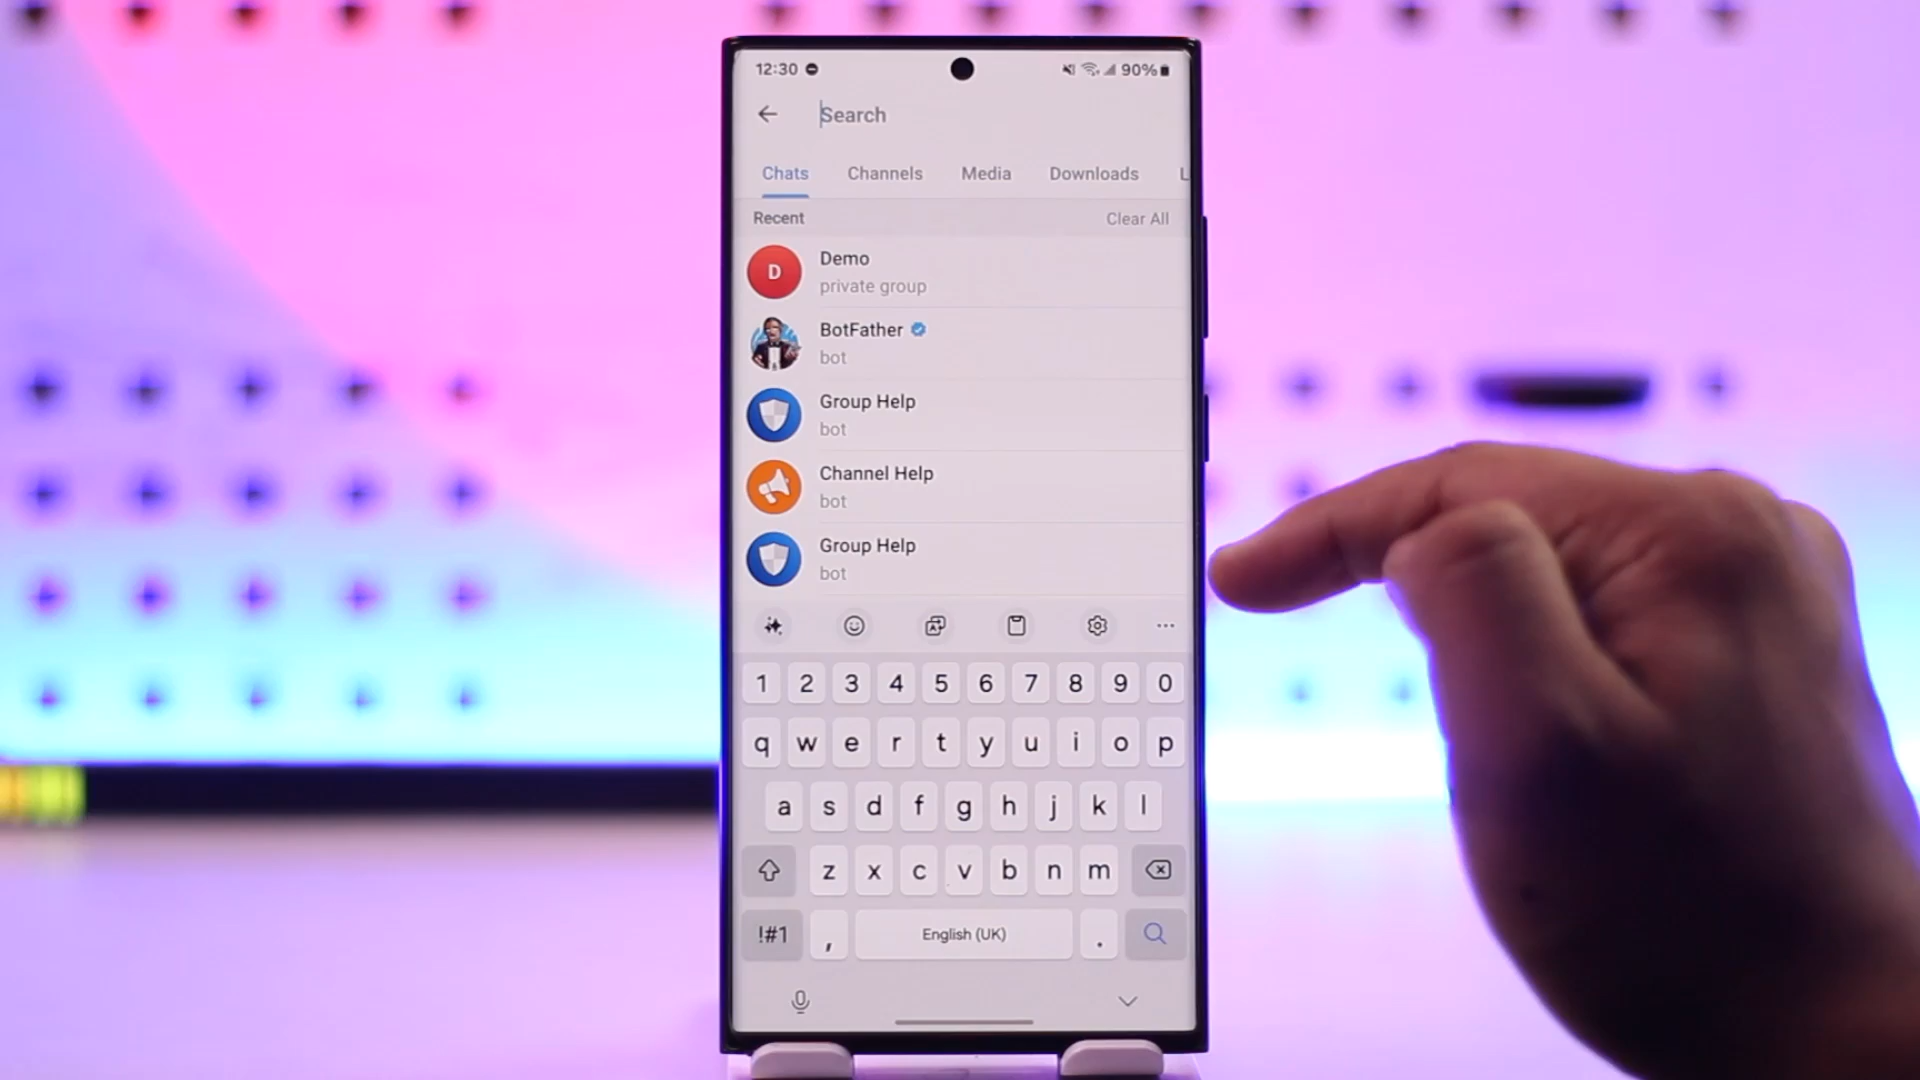 12:30 90%
Search
Chats Channels Media Downloads L
Recent Clear All
D
Demo
private group
BotFather
bot
Group Help
bot
Channel Help
bot
Group Help
bot
1 2 3 4 5 6 7 8 9 0
q w e r t y u i o p
a s d f g h j k l
z x c v b n m
!#1 , English (UK) .